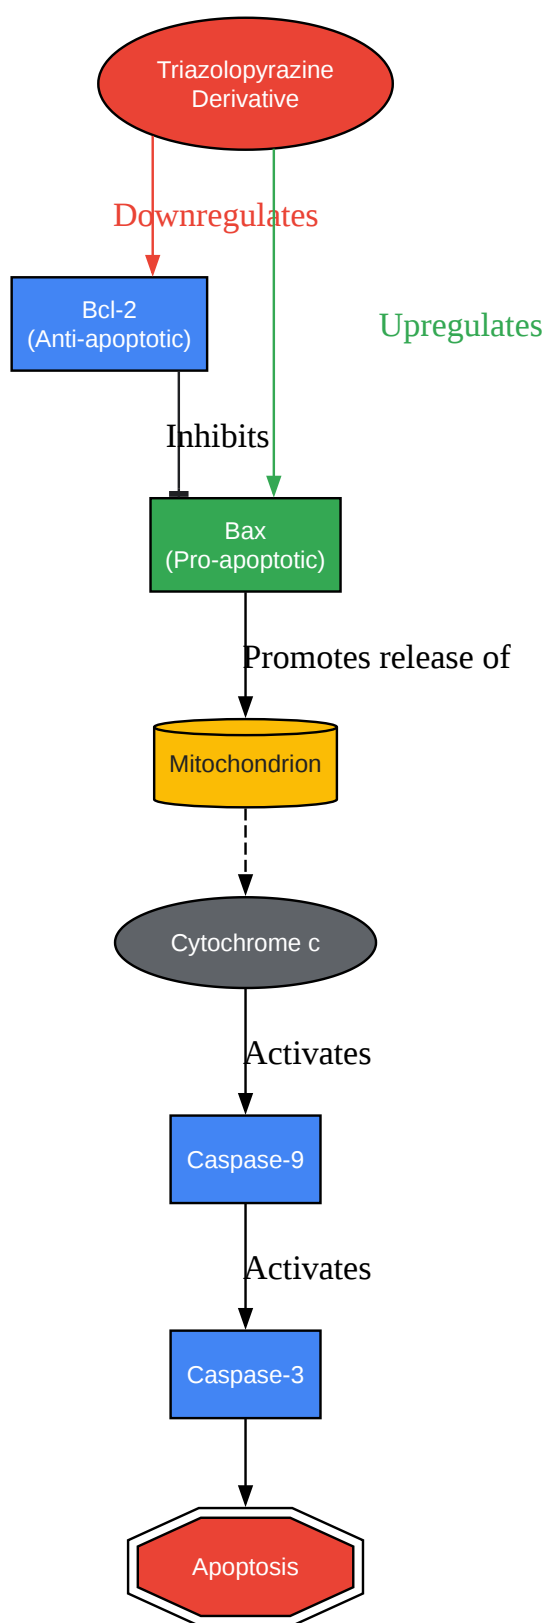 Triazolopyrazine
Derivative
Downregulates
Bcl-2
(Anti-apoptotic)
Upregulates
Inhibits
Bax
(Pro-apoptotic)
Promotes release of
Mitochondrion
Cytochrome c
Activates
Caspase-9
Activates
Caspase-3
Apoptosis